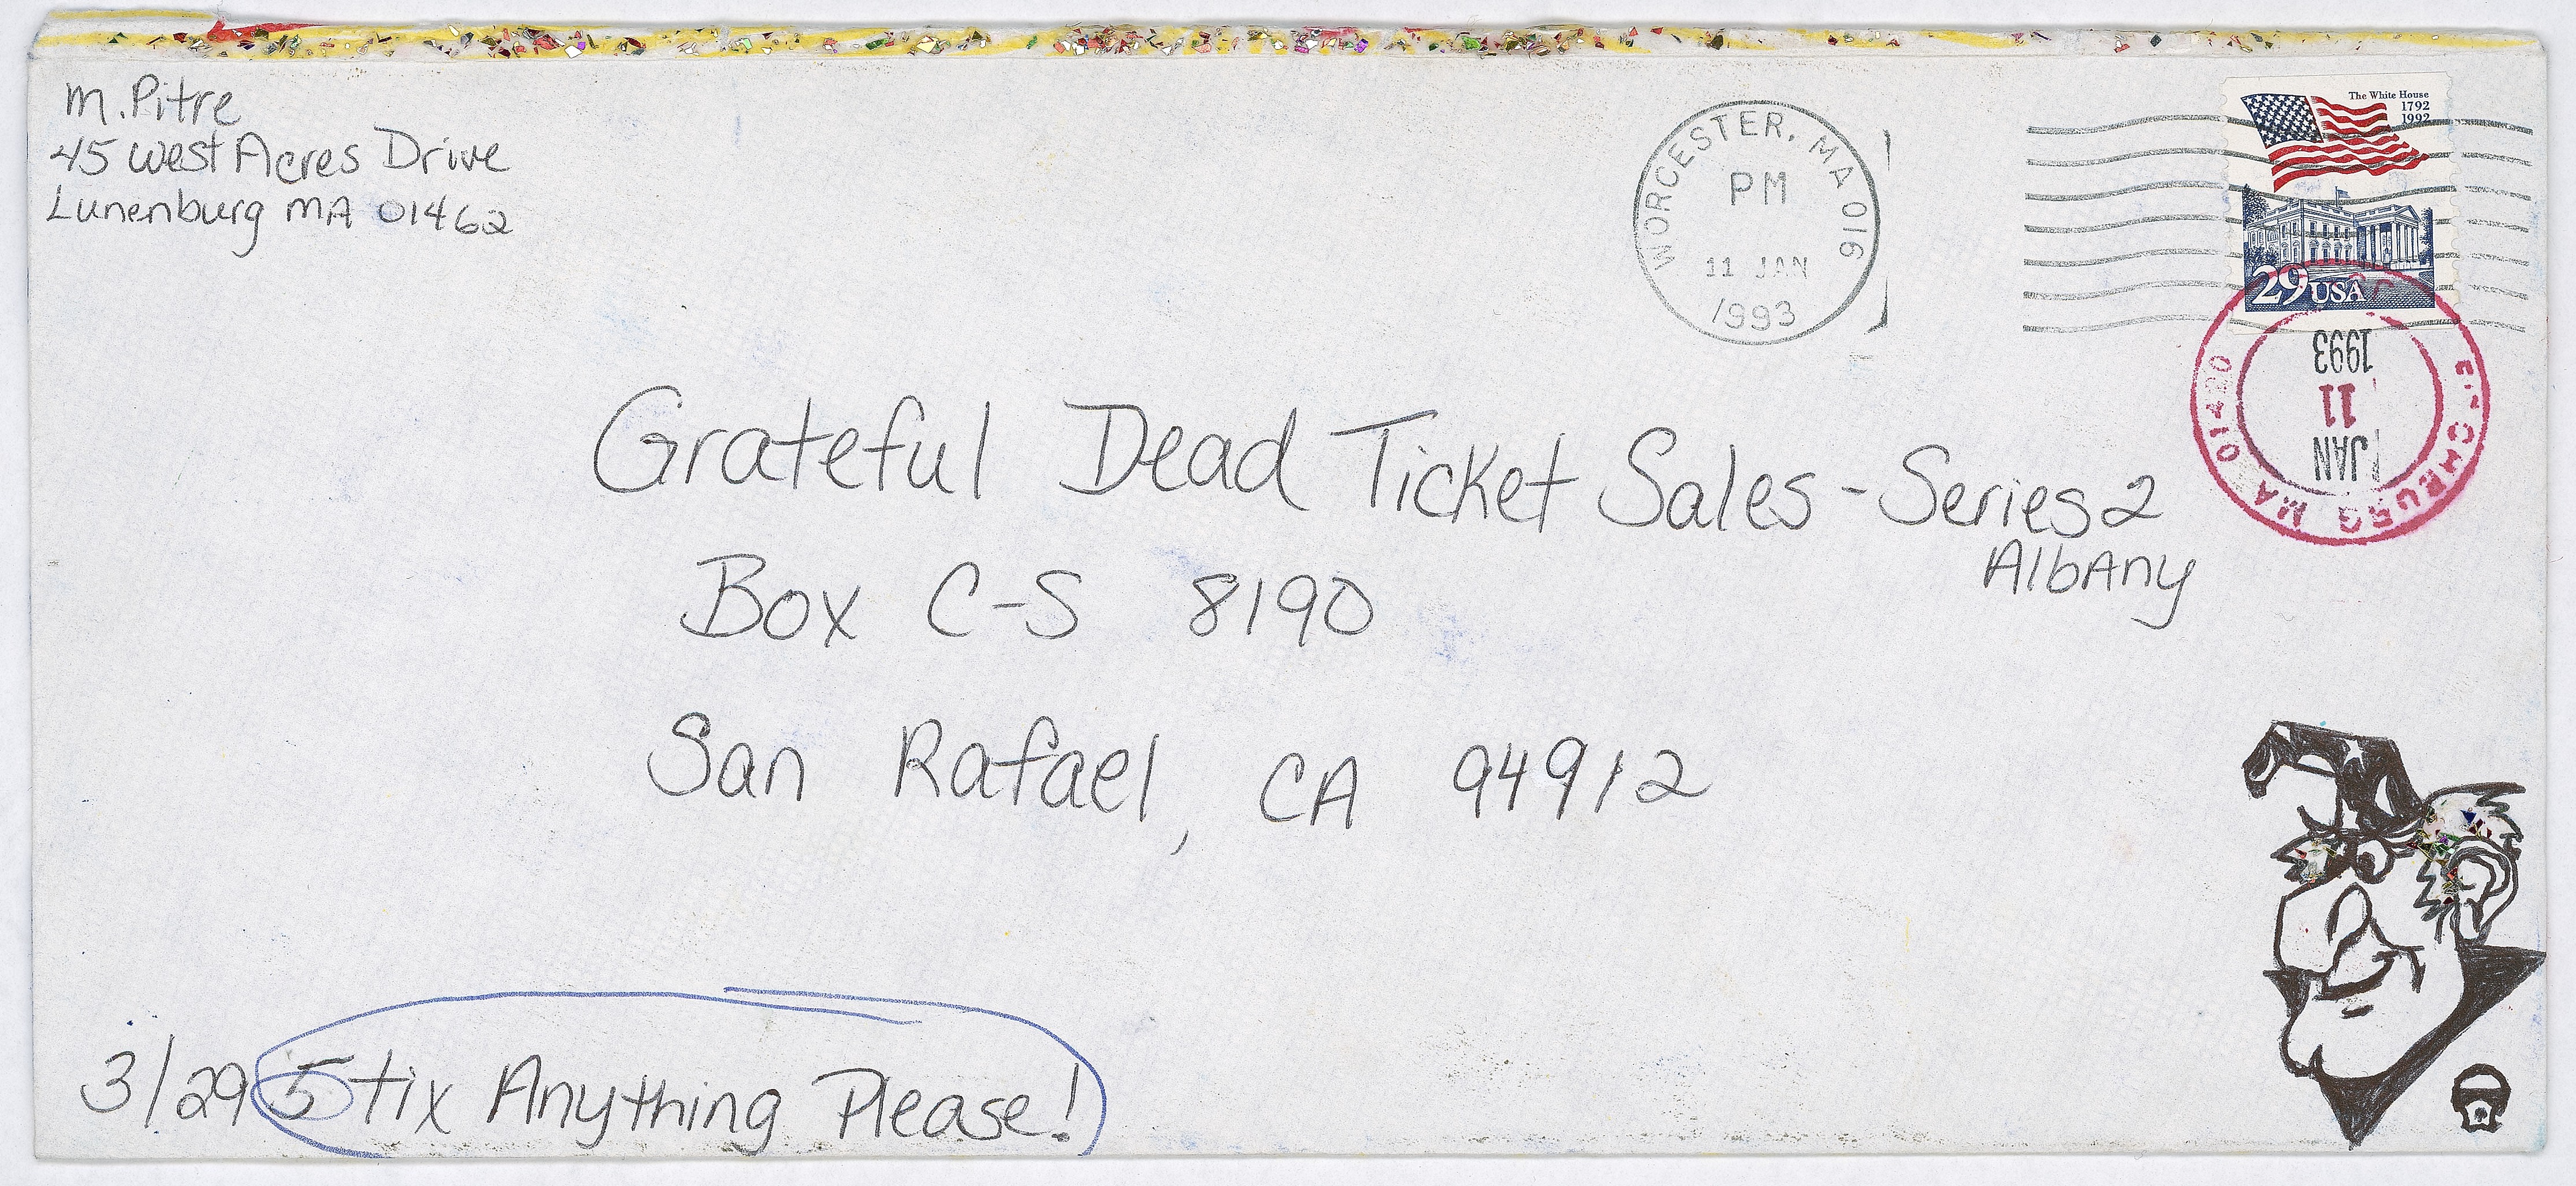 M. Pitre
45 West Acres Drive
Lunenburg MA 01462
WORCESTER, MA 016
PM
11 JAN
1993
The White House
1792
1992
29 USA
MA 01420
JAN
11
1993
Grateful Dead Ticket Sales - Series 2
Albany
Box C-S 8190
San Rafael, CA 94912
3/29 5 tix Anything Please!